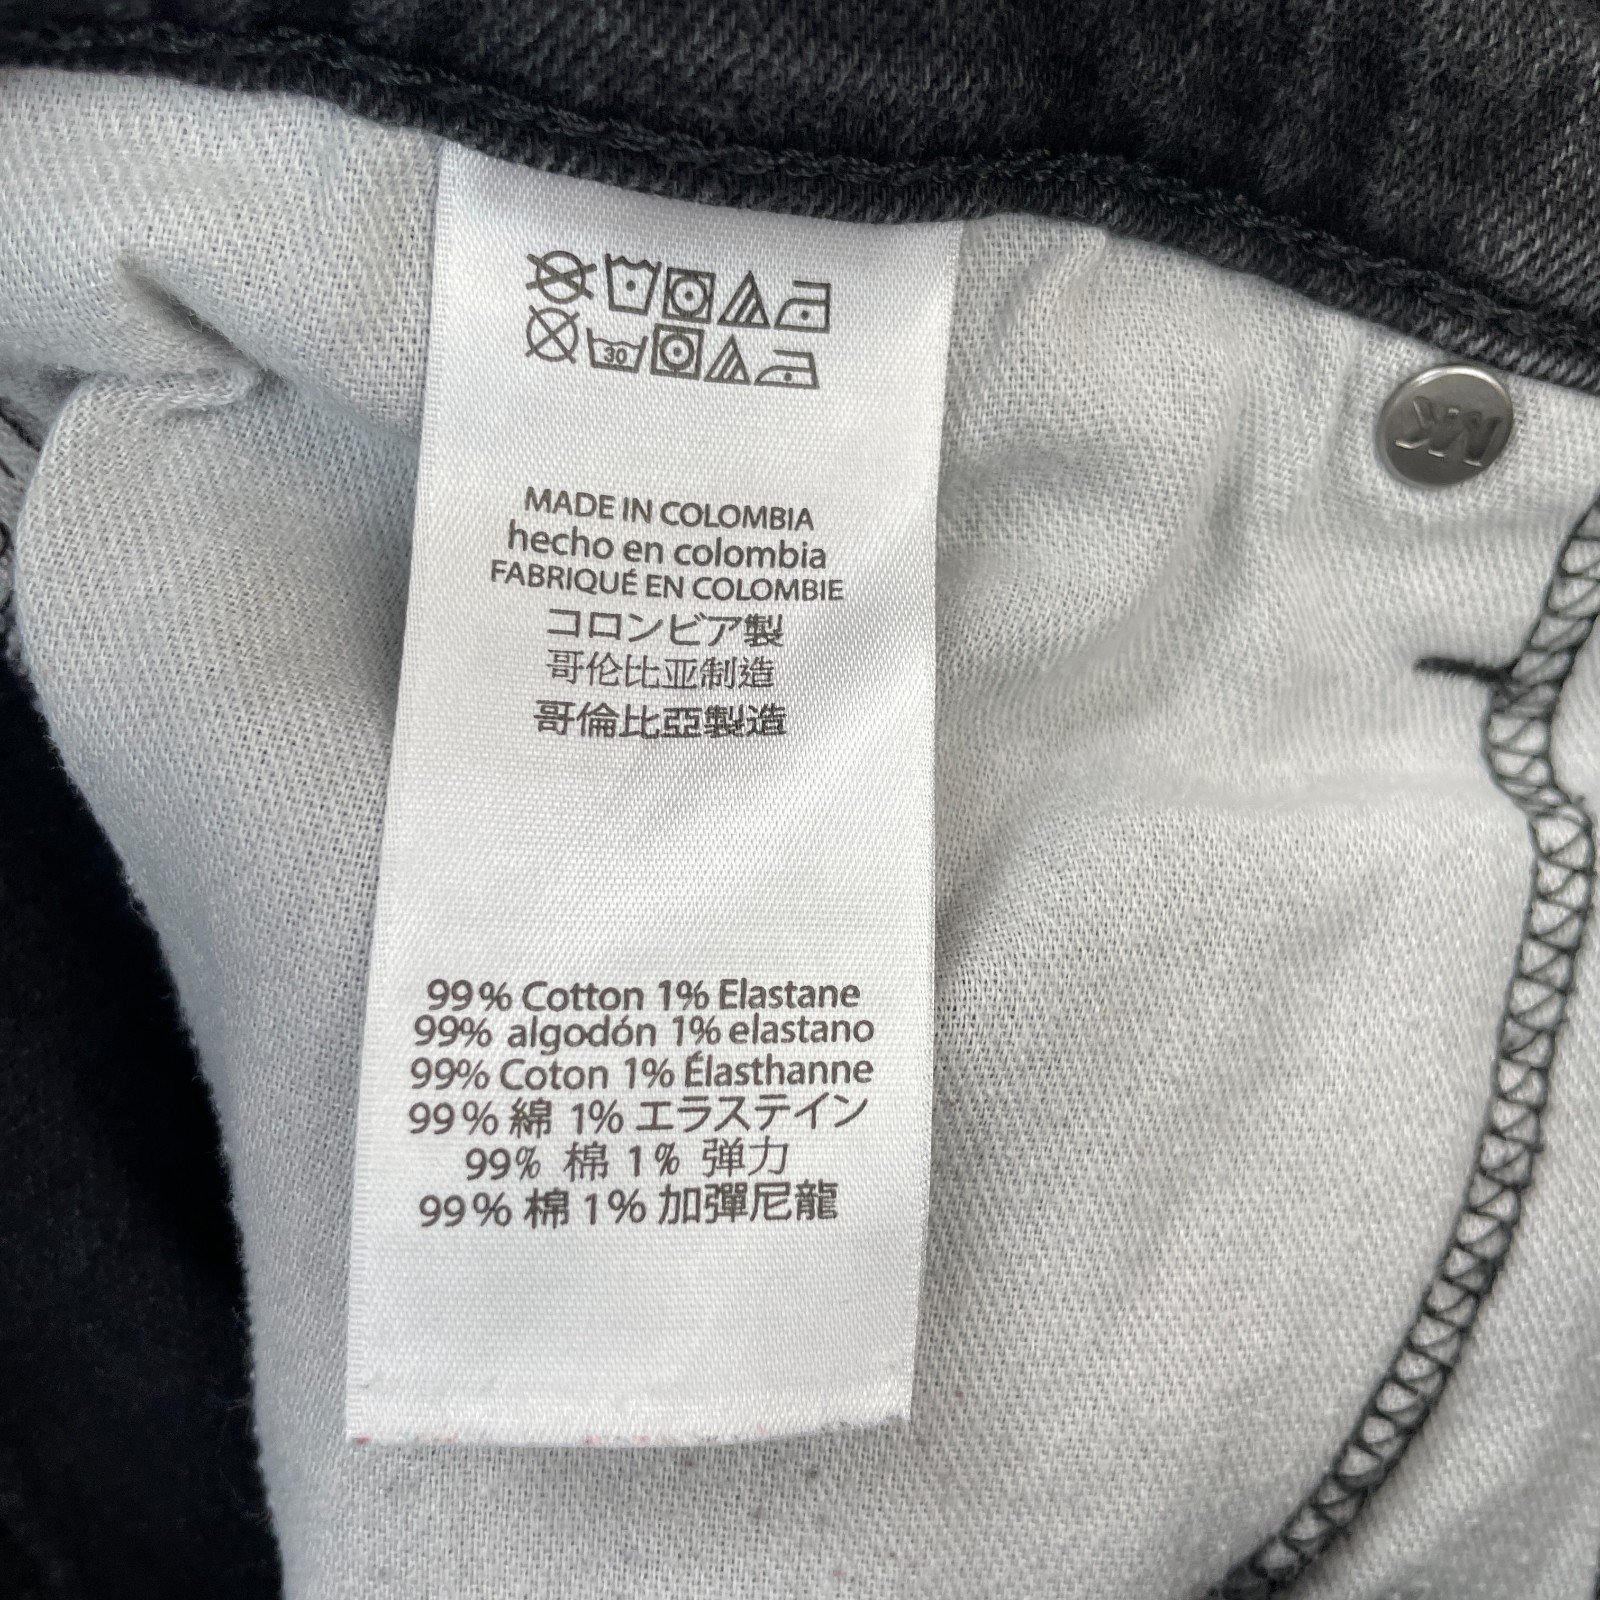 30
MADE IN COLOMBIA
hecho en colombia
FABRIQUÉ EN COLOMBIE
コロンビア製
哥伦比亚制造
哥倫比亞製造
99% Cotton 1% Elastane
99% algodón 1% elastano
99% Coton 1% Élasthanne
99% 綿 1% エラステイン
99% 棉 1% 弹力
99% 棉 1% 加彈尼龍